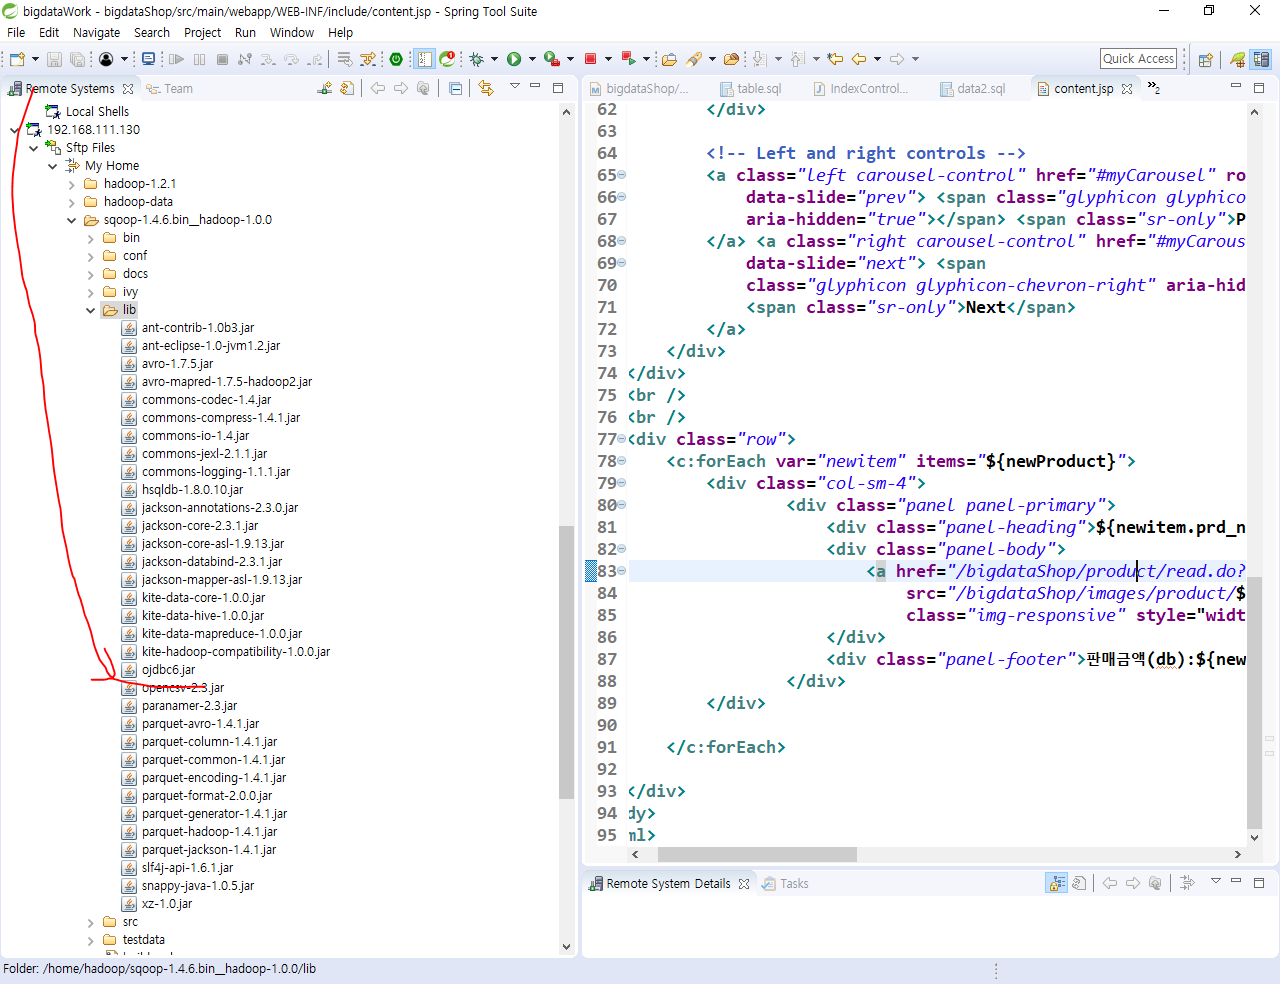 bigdataWork - bigdataShop/src/main/webapp/WEB-INF/include/content.jsp - Spring Tool Suite
File Edit Navigate Search Project Run Window Help
Quick Access
Remote Systems Team
Local Shells
192.168.111.130
Sftp Files
My Home
hadoop-1.2.1
hadoop-data
sqoop-1.4.6.bin__hadoop-1.0.0
bin
conf
docs
ivy
lib
ant-contrib-1.0b3.jar
ant-eclipse-1.0-jvm1.2.jar
avro-1.7.5.jar
avro-mapred-1.7.5-hadoop2.jar
commons-codec-1.4.jar
commons-compress-1.4.1.jar
commons-io-1.4.jar
commons-jexl-2.1.1.jar
commons-logging-1.1.1.jar
hsqldb-1.8.0.10.jar
jackson-annotations-2.3.0.jar
jackson-core-2.3.1.jar
jackson-core-asl-1.9.13.jar
jackson-databind-2.3.1.jar
jackson-mapper-asl-1.9.13.jar
kite-data-core-1.0.0.jar
kite-data-hive-1.0.0.jar
kite-data-mapreduce-1.0.0.jar
kite-hadoop-compatibility-1.0.0.jar
ojdbc6.jar
opencsv-2.3.jar
paranamer-2.3.jar
parquet-avro-1.4.1.jar
parquet-column-1.4.1.jar
parquet-common-1.4.1.jar
parquet-encoding-1.4.1.jar
parquet-format-2.0.0.jar
parquet-generator-1.4.1.jar
parquet-hadoop-1.4.1.jar
parquet-jackson-1.4.1.jar
slf4j-api-1.6.1.jar
snappy-java-1.0.5.jar
xz-1.0.jar
src
testdata
bigdataShop/... table.sql IndexControl... data2.sql content.jsp »2
62 </div>
63
64 <!-- Left and right controls -->
65 <a class="left carousel-control" href="#myCarousel" ro
66 data-slide="prev"> <span class="glyphicon glyphico
67 aria-hidden="true"></span> <span class="sr-only">P
68 </a> <a class="right carousel-control" href="#myCarous
69 data-slide="next"> <span
70 class="glyphicon glyphicon-chevron-right" aria-hid
71 <span class="sr-only">Next</span>
72 </a>
73 </div>
74 </div>
75 <br />
76 <br />
77 <div class="row">
78 <c:forEach var="newitem" items="${newProduct}">
79 <div class="col-sm-4">
80 <div class="panel panel-primary">
81 <div class="panel-heading">${newitem.prd_n
82 <div class="panel-body">
83 <a href="/bigdataShop/product/read.do?
84 src="/bigdataShop/images/product/$
85 class="img-responsive" style="widt
86 </div>
87 <div class="panel-footer">판매금액(db):${new
88 </div>
89 </div>
90
91 </c:forEach>
92
93 </div>
94 dy>
95 ml>
Remote System Details Tasks
Folder: /home/hadoop/sqoop-1.4.6.bin__hadoop-1.0.0/lib